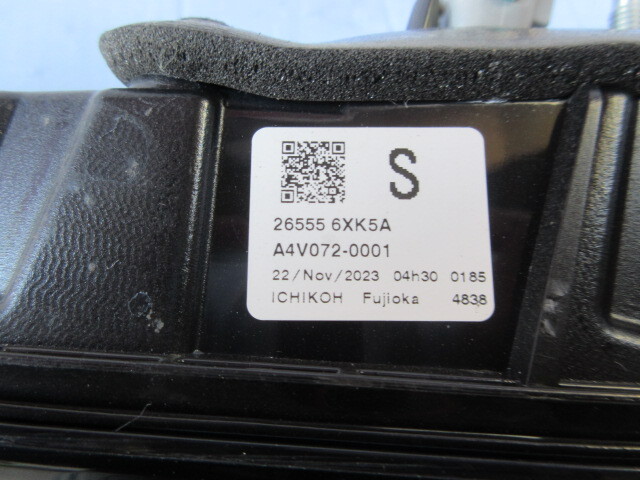 S
26555 6XK5A
A4V072-0001
22/Nov/2023 04h30 0185
ICHIKOH Fujioka 4838